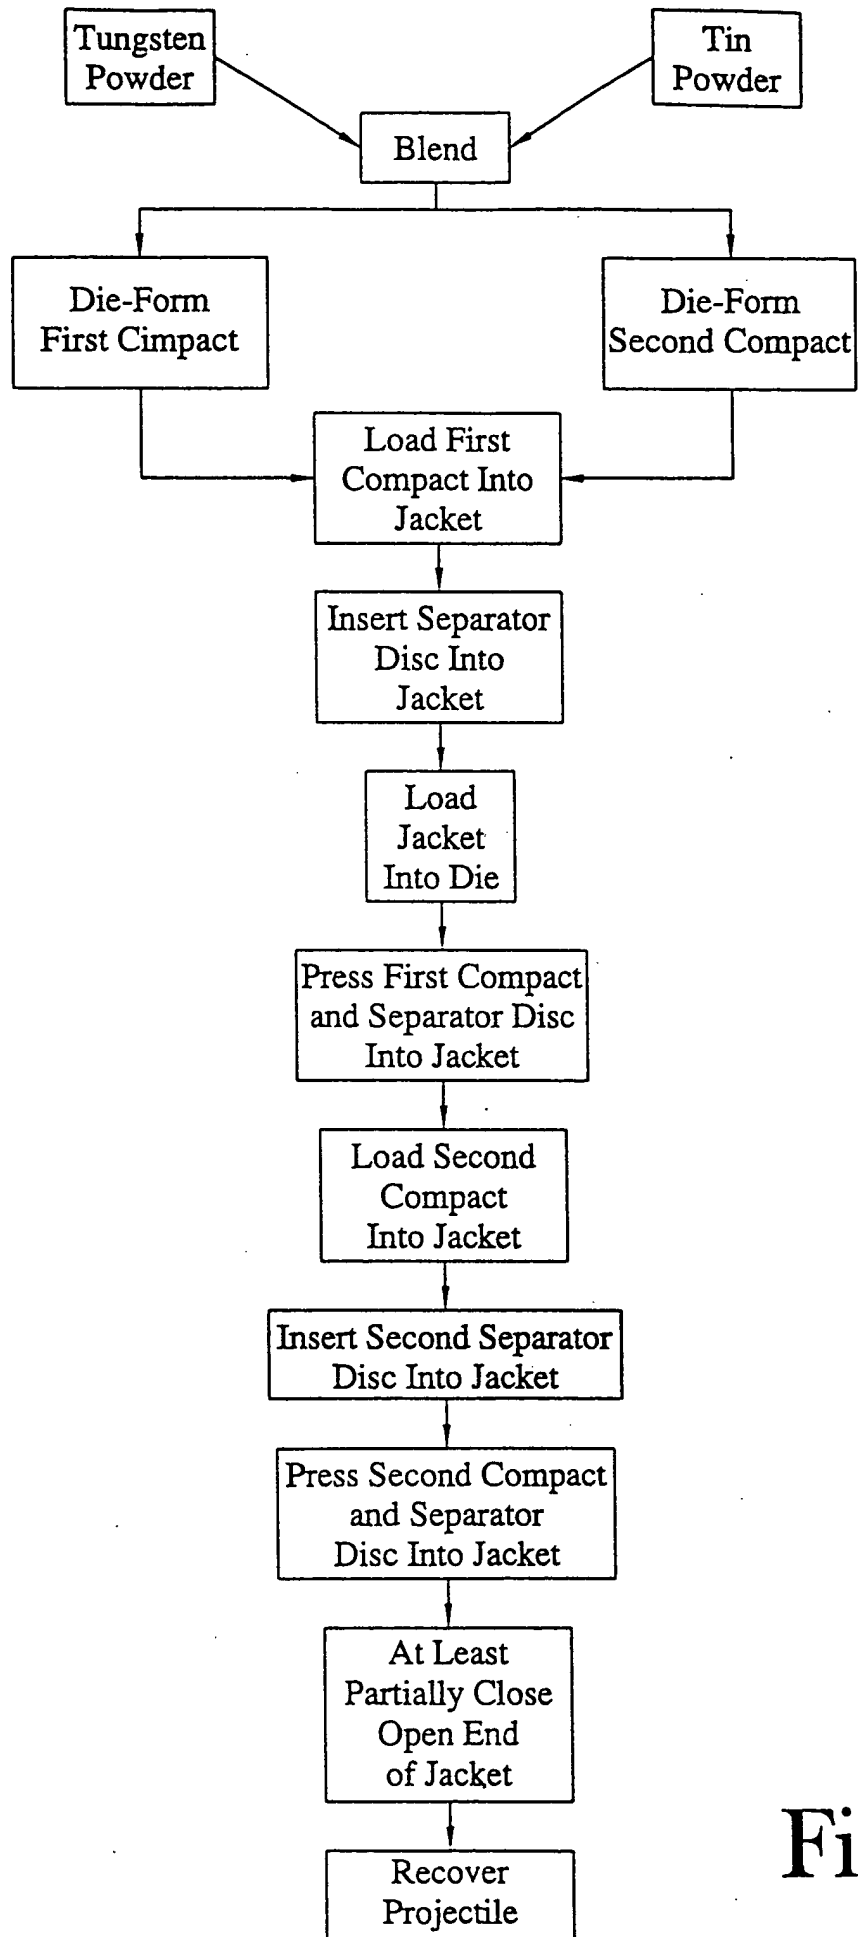 Tungsten
Powder
Tin
Powder
Blend
Die-Form
First Cimpact
Die-Form
Second Compact
Load First
Compact Into
Jacket
Insert Separator
Disc Into
Jacket
Load
Jacket
Into Die
Press First Compact
and Separator Disc
Into Jacket
Load Second
Compact
Into Jacket
Insert Second Separator
Disc Into Jacket
Press Second Compact
and Separator
Disc Into Jacket
At Least
Partially Close
Open End
of Jacket
Recover
Projectile
Fi